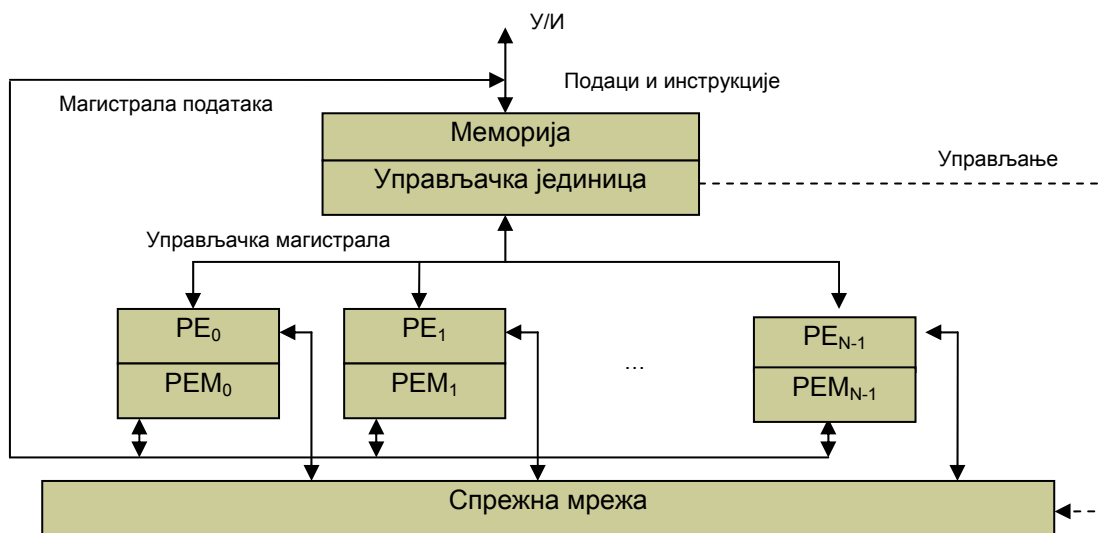 У/И
Подаци и инструкције
Магистрала података
Меморија
Управљачка јединица
Управљање
Управљачка магистрала
PE₀
PE₁
PEₙ₋₁
PEM₀
PEM₁
...
PEMₙ₋₁
Спрежна мрежа